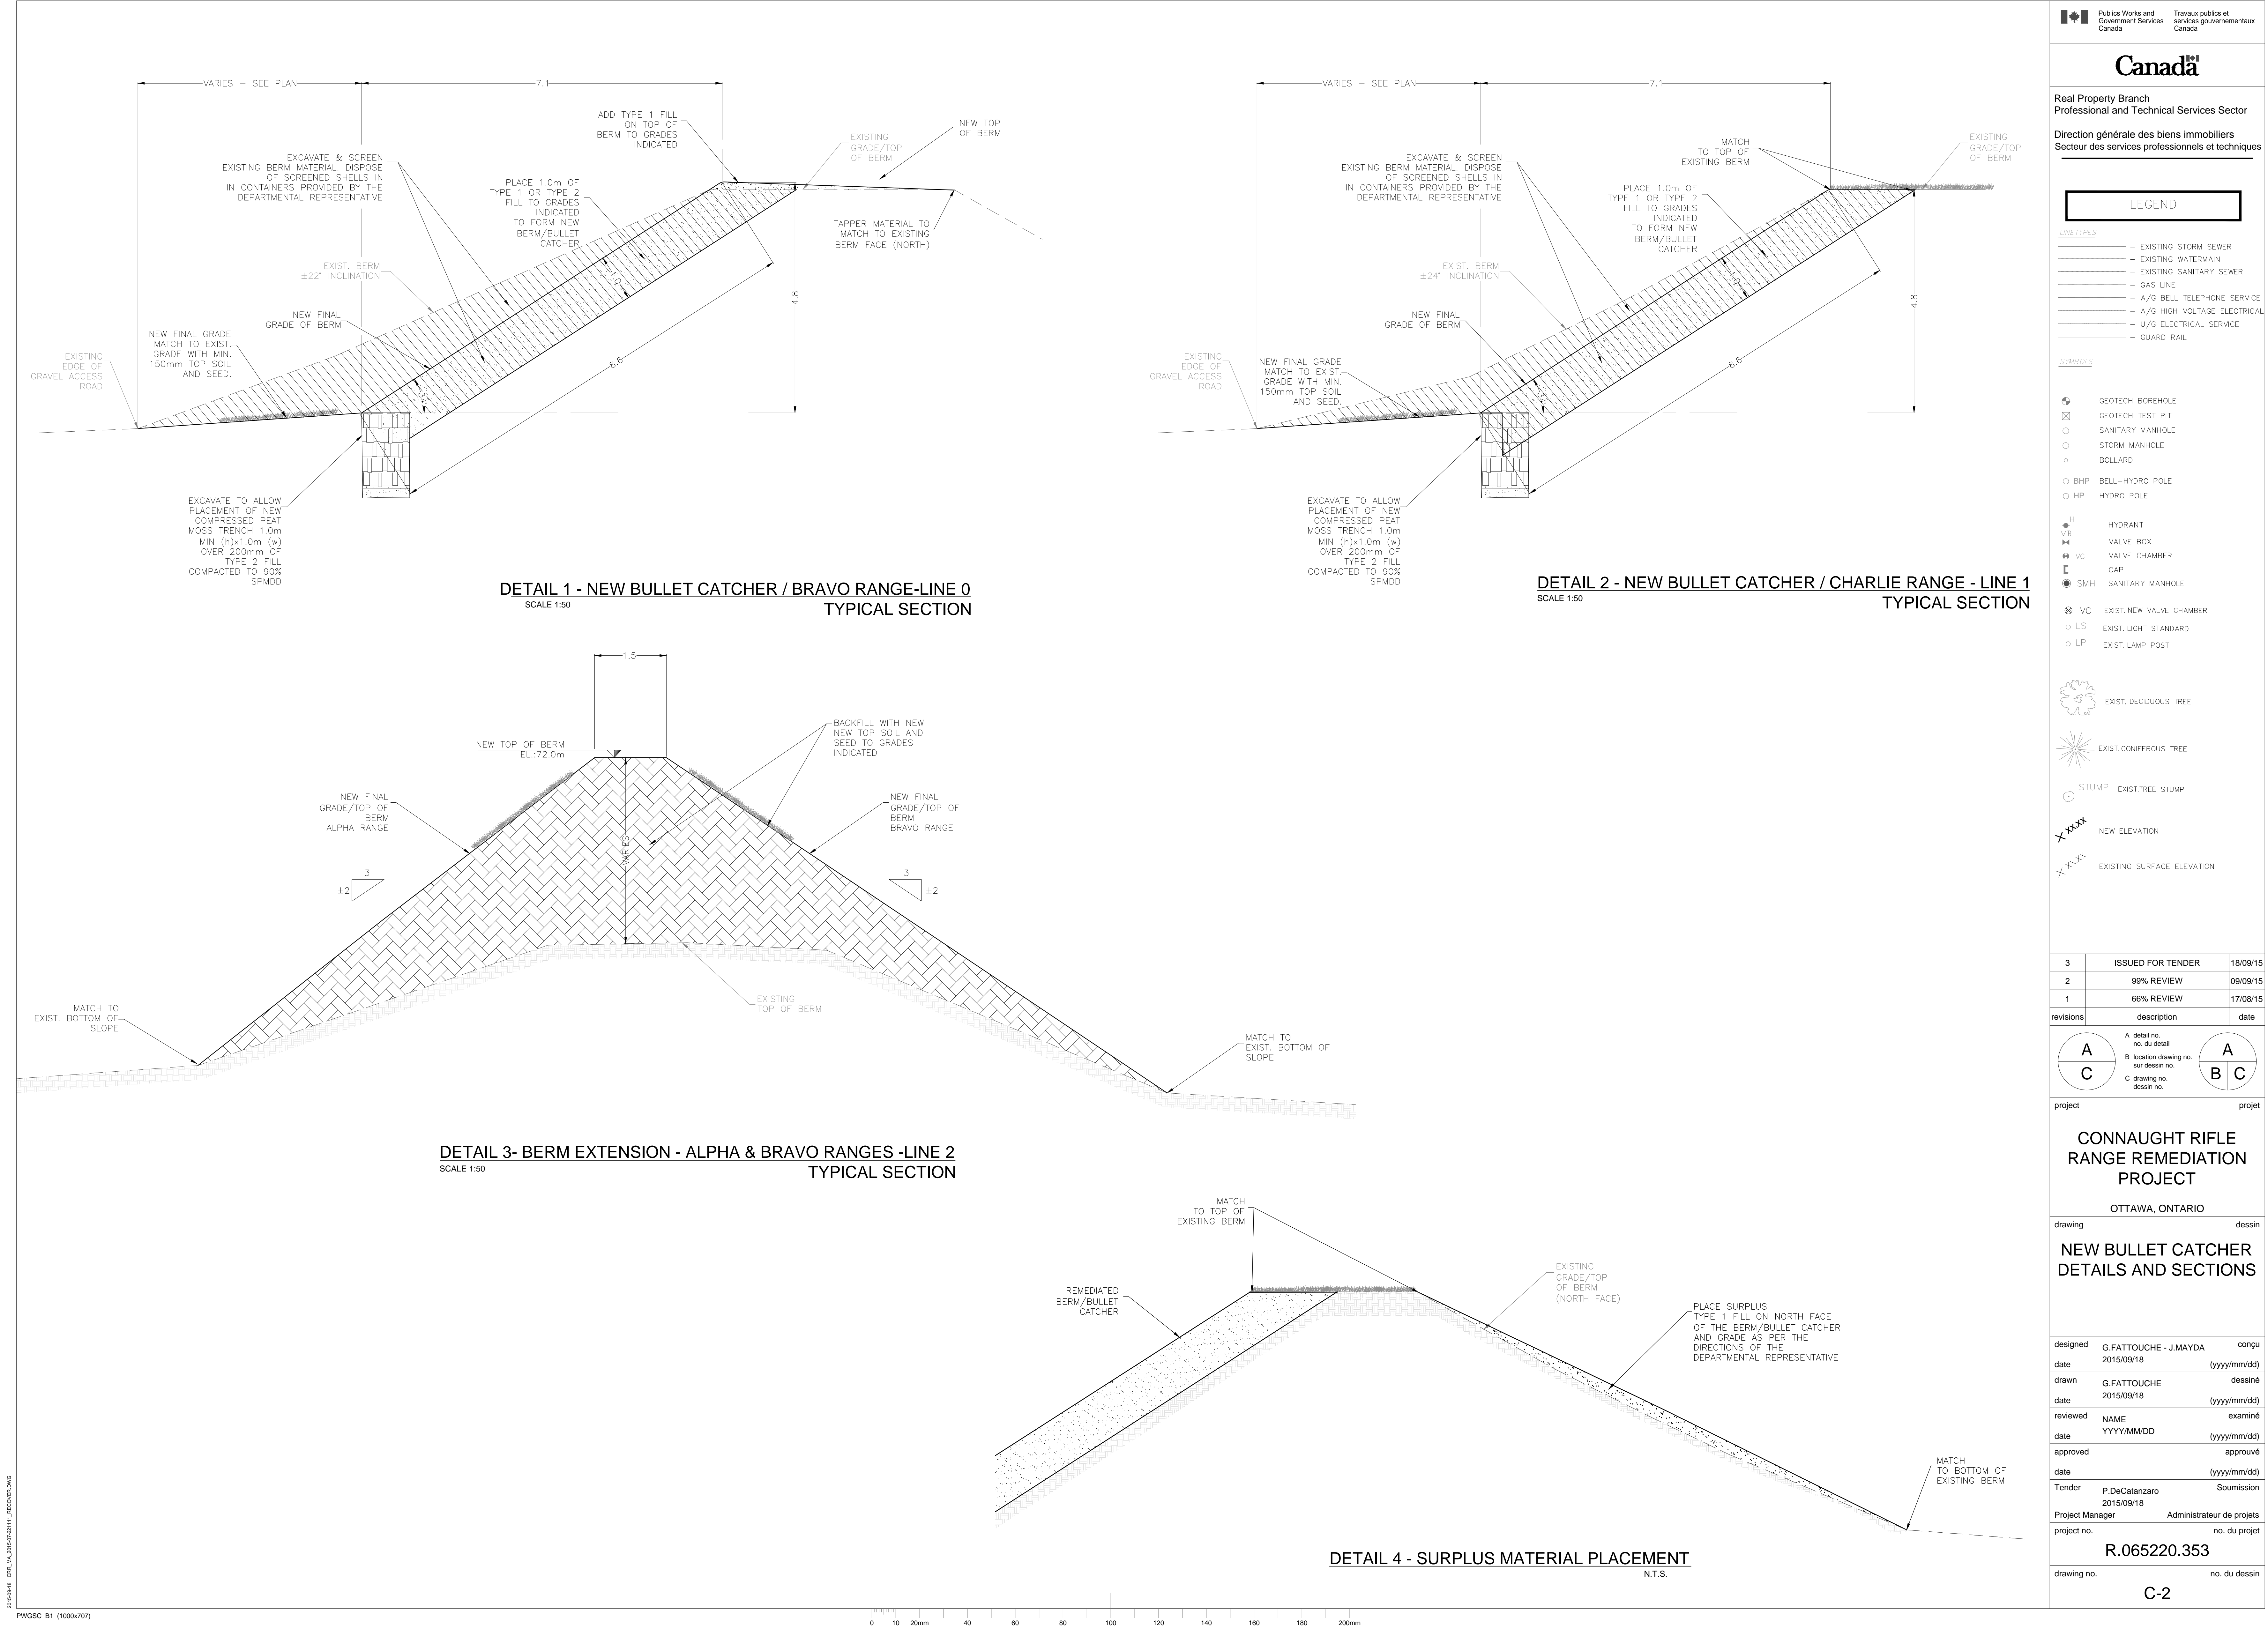 VARIES – SEE PLAN
7.1
ADD TYPE 1 FILL
ON TOP OF
BERM TO GRADES
INDICATED
EXISTING
GRADE/TOP
OF BERM
NEW TOP
OF BERM
EXCAVATE & SCREEN
EXISTING BERM MATERIAL. DISPOSE
OF SCREENED SHELLS IN
IN CONTAINERS PROVIDED BY THE
DEPARTMENTAL REPRESENTATIVE
PLACE 1.0m OF
TYPE 1 OR TYPE 2
FILL TO GRADES
INDICATED
TO FORM NEW
BERM/BULLET
CATCHER
TAPPER MATERIAL TO
MATCH TO EXISTING
BERM FACE (NORTH)
EXIST. BERM
±22° INCLINATION
1.0
4.8
NEW FINAL
GRADE OF BERM
NEW FINAL GRADE
MATCH TO EXIST.
GRADE WITH MIN.
150mm TOP SOIL
AND SEED.
EXISTING
EDGE OF
GRAVEL ACCESS
ROAD
34°
8.6
EXCAVATE TO ALLOW
PLACEMENT OF NEW
COMPRESSED PEAT
MOSS TRENCH 1.0m
MIN (h)x1.0m (w)
OVER 200mm OF
TYPE 2 FILL
COMPACTED TO 90%
SPMDD
DETAIL 1 - NEW BULLET CATCHER / BRAVO RANGE-LINE 0
SCALE 1:50
TYPICAL SECTION
VARIES – SEE PLAN
7.1
MATCH
TO TOP OF
EXISTING BERM
EXISTING
GRADE/TOP
OF BERM
EXCAVATE & SCREEN
EXISTING BERM MATERIAL. DISPOSE
OF SCREENED SHELLS IN
IN CONTAINERS PROVIDED BY THE
DEPARTMENTAL REPRESENTATIVE
PLACE 1.0m OF
TYPE 1 OR TYPE 2
FILL TO GRADES
INDICATED
TO FORM NEW
BERM/BULLET
CATCHER
EXIST. BERM
±24° INCLINATION
1.0
4.8
NEW FINAL
GRADE OF BERM
NEW FINAL GRADE
MATCH TO EXIST.
GRADE WITH MIN.
150mm TOP SOIL
AND SEED.
EXISTING
EDGE OF
GRAVEL ACCESS
ROAD
34°
8.6
EXCAVATE TO ALLOW
PLACEMENT OF NEW
COMPRESSED PEAT
MOSS TRENCH 1.0m
MIN (h)x1.0m (w)
OVER 200mm OF
TYPE 2 FILL
COMPACTED TO 90%
SPMDD
DETAIL 2 - NEW BULLET CATCHER / CHARLIE RANGE - LINE 1
SCALE 1:50
TYPICAL SECTION
1.5
NEW TOP OF BERM
EL.:72.0m
BACKFILL WITH NEW
NEW TOP SOIL AND
SEED TO GRADES
INDICATED
NEW FINAL
GRADE/TOP OF
BERM
ALPHA RANGE
NEW FINAL
GRADE/TOP OF
BERM
BRAVO RANGE
VARIES
3
±2
3
±2
EXISTING
TOP OF BERM
MATCH TO
EXIST. BOTTOM OF
SLOPE
MATCH TO
EXIST. BOTTOM OF
SLOPE
DETAIL 3- BERM EXTENSION - ALPHA & BRAVO RANGES -LINE 2
SCALE 1:50
TYPICAL SECTION
MATCH
TO TOP OF
EXISTING BERM
REMEDIATED
BERM/BULLET
CATCHER
EXISTING
GRADE/TOP
OF BERM
(NORTH FACE)
PLACE SURPLUS
TYPE 1 FILL ON NORTH FACE
OF THE BERM/BULLET CATCHER
AND GRADE AS PER THE
DIRECTIONS OF THE
DEPARTMENTAL REPRESENTATIVE
MATCH
TO BOTTOM OF
EXISTING BERM
DETAIL 4 - SURPLUS MATERIAL PLACEMENT
N.T.S.
2015-09-18 CRR_MA_2015-07-221111_RECOVER.DWG
PWGSC B1 (1000x707)
0 10 20mm 40 60 80 100 120 140 160 180 200mm
Publics Works and
Government Services
Canada
Travaux publics et
services gouvernementaux
Canada
Canada
Real Property Branch
Professional and Technical Services Sector
Direction générale des biens immobiliers
Secteur des services professionnels et techniques
LEGEND
LINETYPES
– EXISTING STORM SEWER
– EXISTING WATERMAIN
– EXISTING SANITARY SEWER
– GAS LINE
– A/G BELL TELEPHONE SERVICE
– A/G HIGH VOLTAGE ELECTRICAL
– U/G ELECTRICAL SERVICE
– GUARD RAIL
SYMBOLS
GEOTECH BOREHOLE
GEOTECH TEST PIT
SANITARY MANHOLE
STORM MANHOLE
BOLLARD
BHP BELL–HYDRO POLE
HP HYDRO POLE
H HYDRANT
VB VALVE BOX
VC VALVE CHAMBER
CAP
SMH SANITARY MANHOLE
VC EXIST. NEW VALVE CHAMBER
LS EXIST. LIGHT STANDARD
LP EXIST. LAMP POST
EXIST. DECIDUOUS TREE
EXIST. CONIFEROUS TREE
STUMP EXIST.TREE STUMP
XX.XX NEW ELEVATION
XX.XX EXISTING SURFACE ELEVATION
3 ISSUED FOR TENDER 18/09/15
2 99% REVIEW 09/09/15
1 66% REVIEW 17/08/15
revisions description date
A
C
A detail no.
no. du detail
B location drawing no.
sur dessin no.
C drawing no.
dessin no.
A
B C
project projet
CONNAUGHT RIFLE
RANGE REMEDIATION
PROJECT
OTTAWA, ONTARIO
drawing dessin
NEW BULLET CATCHER
DETAILS AND SECTIONS
designed G.FATTOUCHE - J.MAYDA conçu
date 2015/09/18 (yyyy/mm/dd)
drawn G.FATTOUCHE dessiné
date 2015/09/18 (yyyy/mm/dd)
reviewed NAME examiné
date YYYY/MM/DD (yyyy/mm/dd)
approved approuvé
date (yyyy/mm/dd)
Tender P.DeCatanzaro Soumission
2015/09/18
Project Manager Administrateur de projets
project no. no. du projet
R.065220.353
drawing no. no. du dessin
C-2